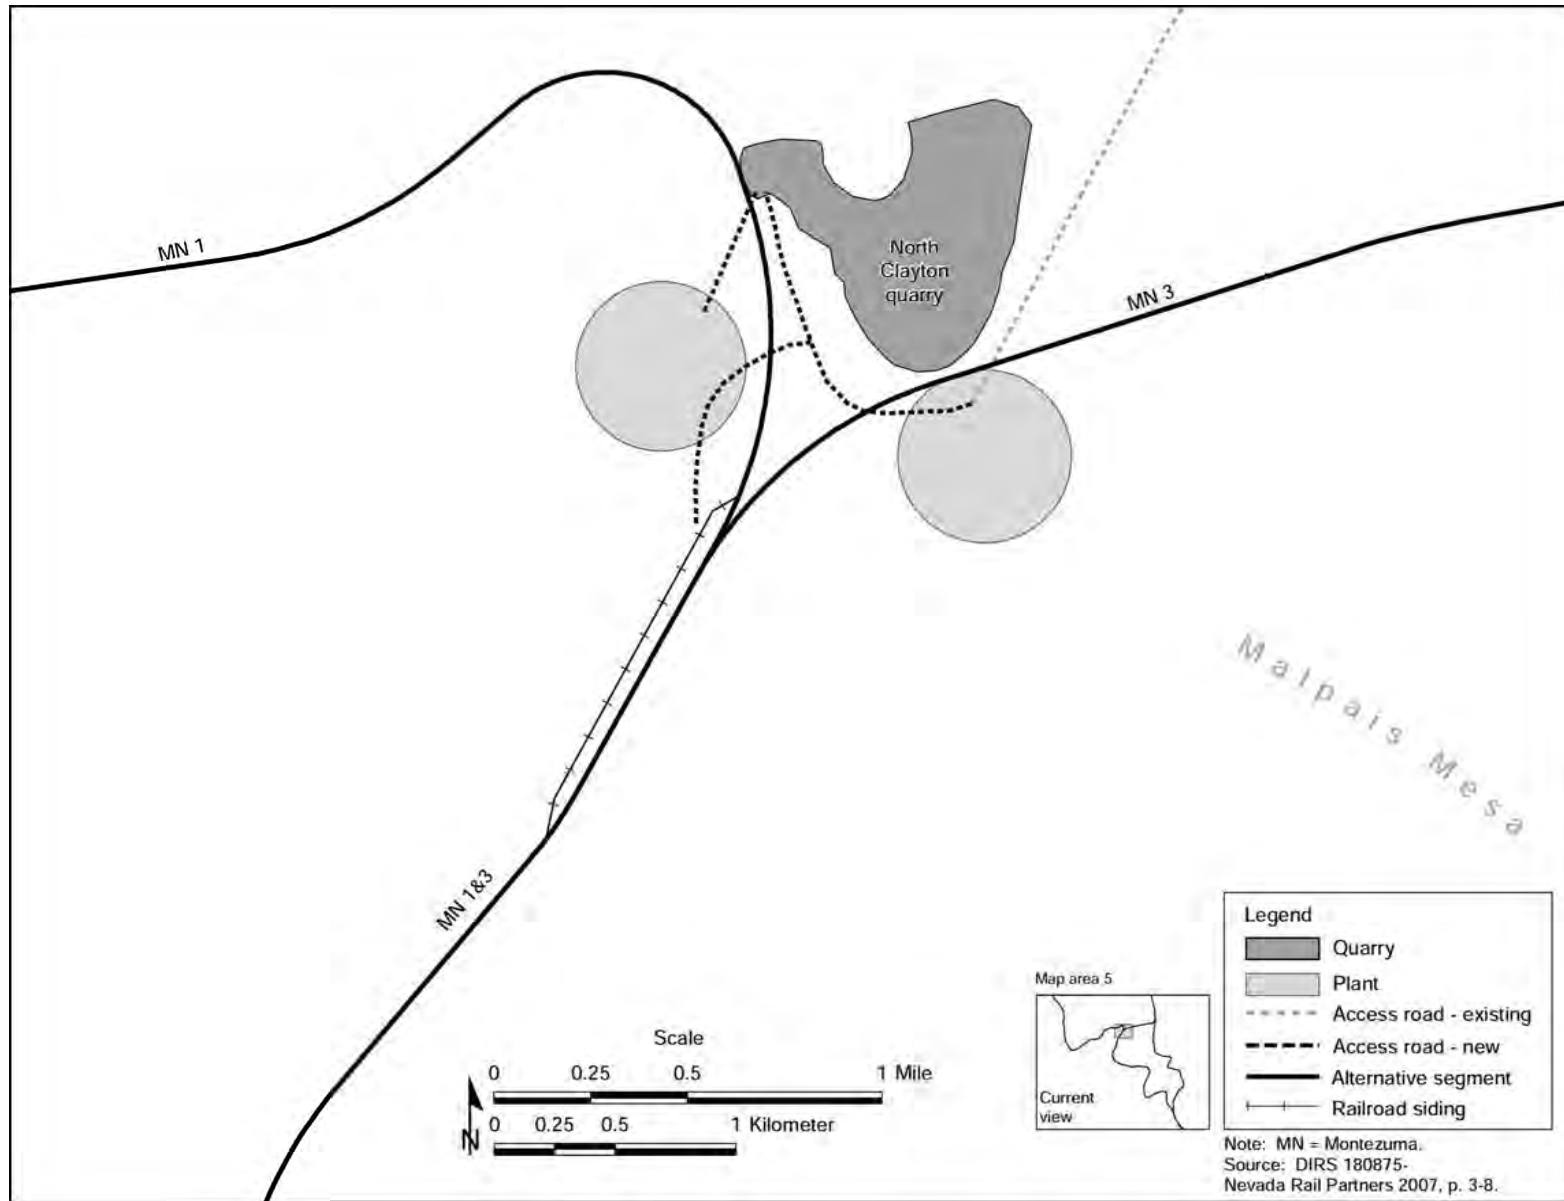 MN 1
North
Clayton
quarry
MN 3
Malpais Mesa
MN 1&3
Legend
Quarry
Plant
Access road - existing
Access road - new
Alternative segment
Railroad siding
Map area 5
Current
view
Scale
0 0.25 0.5 1 Mile
0 0.25 0.5 1 Kilometer
N
Note: MN = Montezuma.
Source: DIRS 180875-
Nevada Rail Partners 2007, p. 3-8.